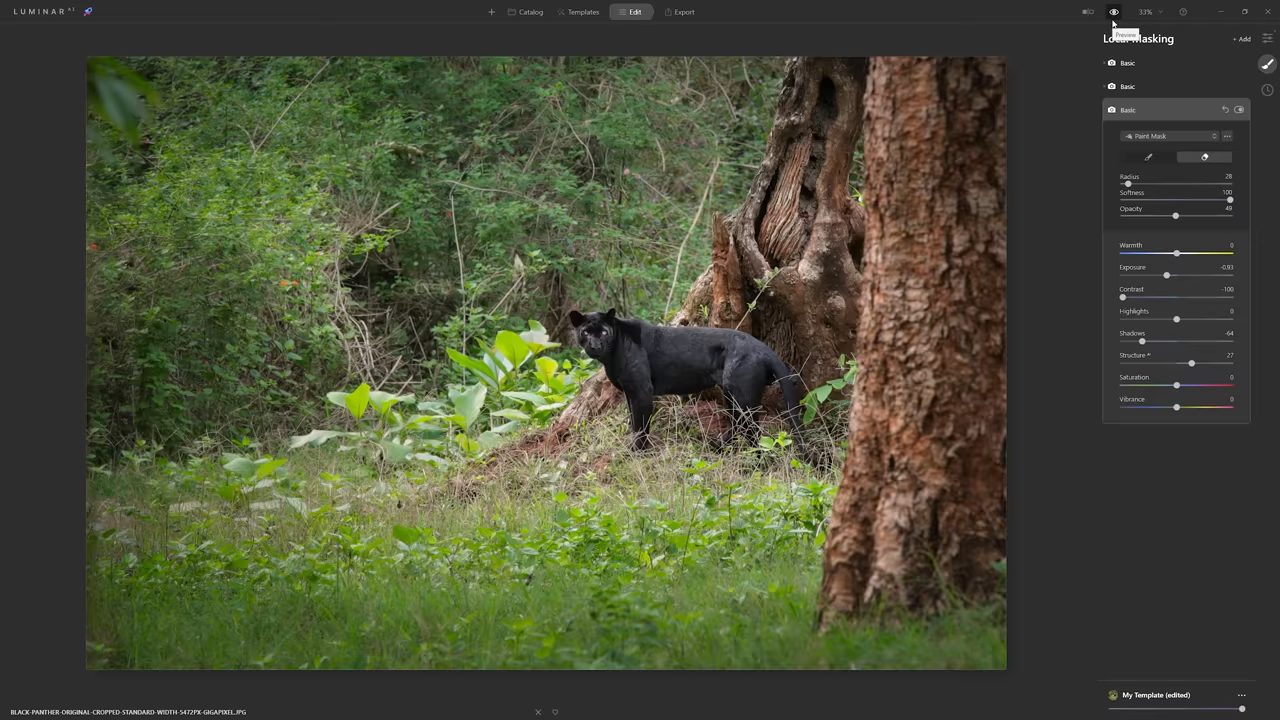 LUMINAR AI
Catalog
Templates
Edit
Export
33%
Preview
Local Masking
+ Add
Basic
Basic
Basic
Paint Mask
Radius 28
Softness 100
Opacity 49
Warmth 0
Exposure -0,93
Contrast -100
Highlights 0
Shadows -64
Structure AI 27
Saturation 0
Vibrance 0
My Template (edited)
BLACK-PANTHER-ORIGINAL-CROPPED-STANDARD-WIDTH-5472PX-GIGAPIXEL.JPG